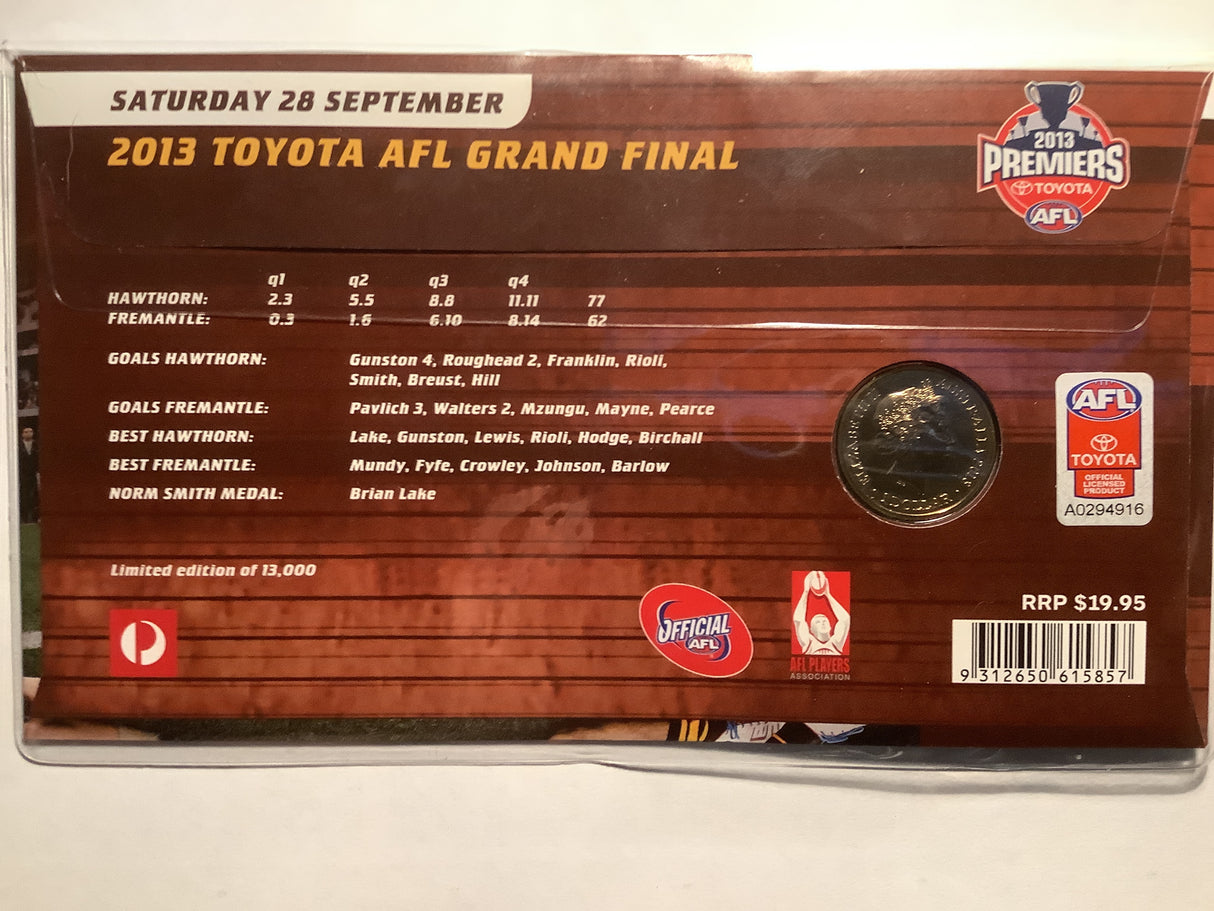 SATURDAY 28 SEPTEMBER
2013 TOYOTA AFL GRAND FINAL
2013
PREMIERS
TOYOTA
AFL
q1 q2 q3 q4
HAWTHORN: 2.3 5.5 8.8 11.11 77
FREMANTLE: 0.3 1.6 6.10 8.14 62
GOALS HAWTHORN: Gunston 4, Roughead 2, Franklin, Rioli,
Smith, Breust, Hill
GOALS FREMANTLE: Pavlich 3, Walters 2, Mzungu, Mayne, Pearce
BEST HAWTHORN: Lake, Gunston, Lewis, Rioli, Hodge, Birchall
BEST FREMANTLE: Mundy, Fyfe, Crowley, Johnson, Barlow
NORM SMITH MEDAL: Brian Lake
AFL
TOYOTA
OFFICIAL
LICENSED
PRODUCT
A0294916
Limited edition of 13,000
OFFICIAL
AFL
AFL PLAYERS
ASSOCIATION
RRP $19.95
9 312650 615857